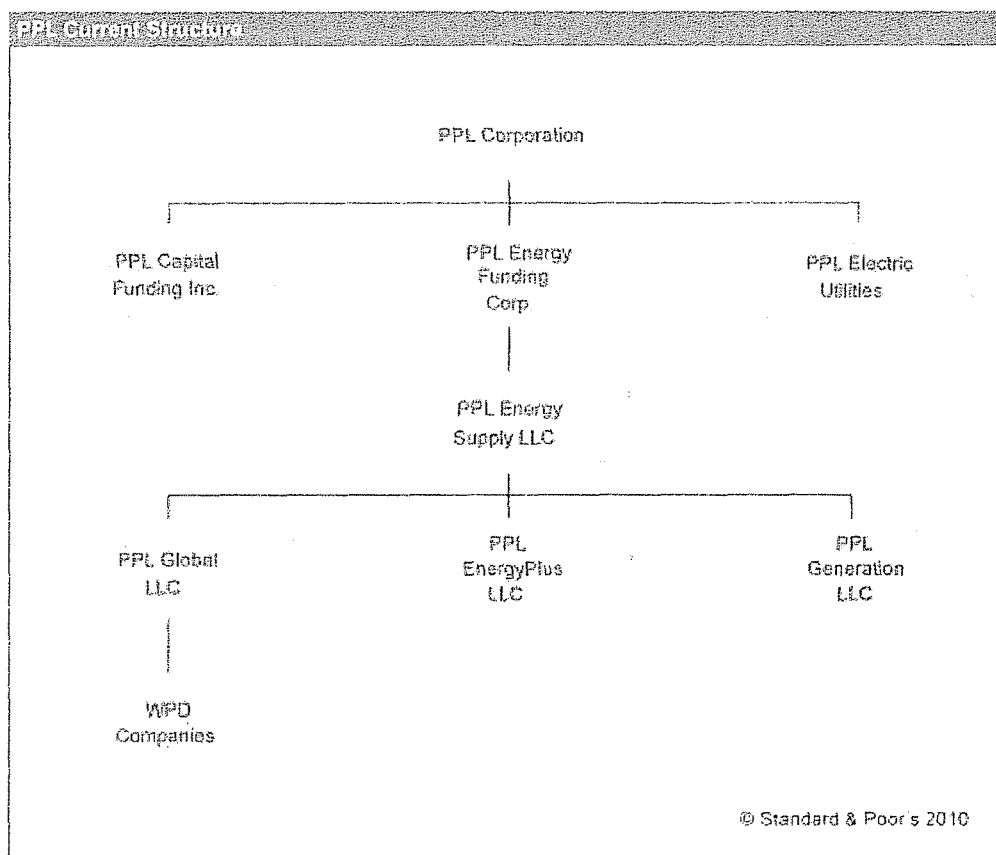 PPL Current Structure
PPL Corporation
PPL Capital
Funding Inc.
PPL Energy
Funding
Corp
PPL Electric
Utilities
PPL Energy
Supply LLC
PPL Global
LLC
PPL
EnergyPlus
LLC
PPL
Generation
LLC
WPD
Companies
© Standard & Poor's 2010